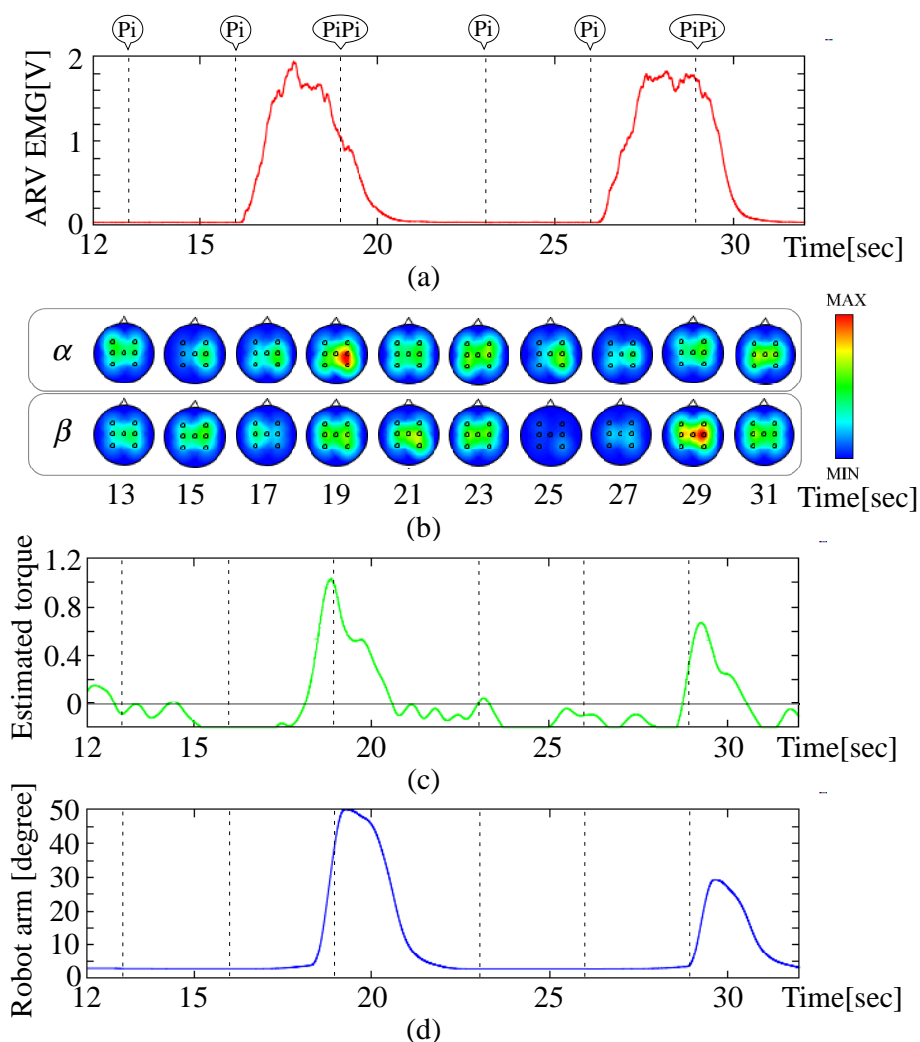 Pi Pi PiPi Pi Pi PiPi
ARV EMG[V]
2
1
0
12 15 20 25 30 Time[sec]
(a)
α
β
MAX
MIN
13 15 17 19 21 23 25 27 29 31 Time[sec]
(b)
Estimated torque
1.2
0.8
0.4
0
12 15 20 25 30 Time[sec]
(c)
Robot arm [degree]
50
40
30
20
10
0
12 15 20 25 30 Time[sec]
(d)